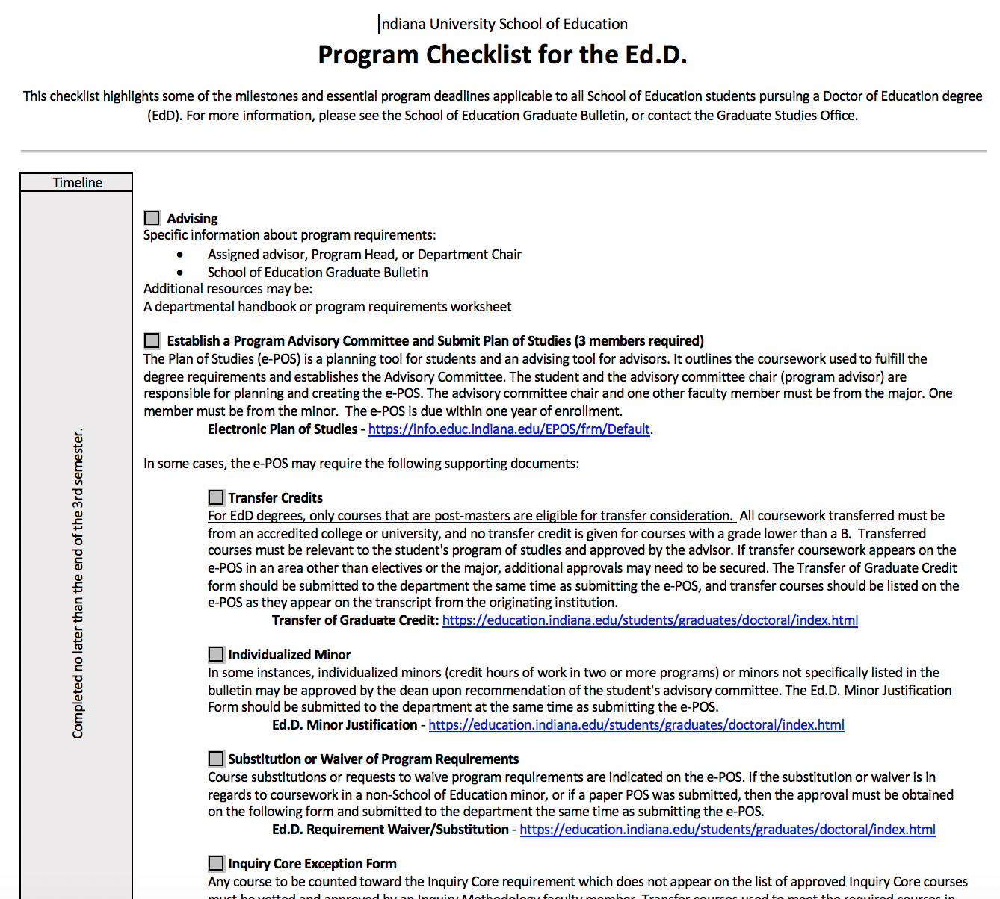 Indiana University School of Education
Program Checklist for the Ed.D.
This checklist highlights some of the milestones and essential program deadlines applicable to all School of Education students pursuing a Doctor of Education degree
(EdD). For more information, please see the School of Education Graduate Bulletin, or contact the Graduate Studies Office.
Timeline
Completed no later than the end of the 3rd semester.
Advising
Specific information about program requirements:
• Assigned advisor, Program Head, or Department Chair
• School of Education Graduate Bulletin
Additional resources may be:
A departmental handbook or program requirements worksheet
Establish a Program Advisory Committee and Submit Plan of Studies (3 members required)
The Plan of Studies (e-POS) is a planning tool for students and an advising tool for advisors. It outlines the coursework used to fulfill the
degree requirements and establishes the Advisory Committee. The student and the advisory committee chair (program advisor) are
responsible for planning and creating the e-POS. The advisory committee chair and one other faculty member must be from the major. One
member must be from the minor.  The e-POS is due within one year of enrollment.
Electronic Plan of Studies - https://info.educ.indiana.edu/EPOS/frm/Default.
In some cases, the e-POS may require the following supporting documents:
Transfer Credits
For EdD degrees, only courses that are post-masters are eligible for transfer consideration.  All coursework transferred must be
from an accredited college or university, and no transfer credit is given for courses with a grade lower than a B.  Transferred
courses must be relevant to the student's program of studies and approved by the advisor. If transfer coursework appears on the
e-POS in an area other than electives or the major, additional approvals may need to be secured. The Transfer of Graduate Credit
form should be submitted to the department the same time as submitting the e-POS, and transfer courses should be listed on the
e-POS as they appear on the transcript from the originating institution.
Transfer of Graduate Credit: https://education.indiana.edu/students/graduates/doctoral/index.html
Individualized Minor
In some instances, individualized minors (credit hours of work in two or more programs) or minors not specifically listed in the
bulletin may be approved by the dean upon recommendation of the student's advisory committee. The Ed.D. Minor Justification
Form should be submitted to the department at the same time as submitting the e-POS.
Ed.D. Minor Justification - https://education.indiana.edu/students/graduates/doctoral/index.html
Substitution or Waiver of Program Requirements
Course substitutions or requests to waive program requirements are indicated on the e-POS. If the substitution or waiver is in
regards to coursework in a non-School of Education minor, or if a paper POS was submitted, then the approval must be obtained
on the following form and submitted to the department the same time as submitting the e-POS.
Ed.D. Requirement Waiver/Substitution - https://education.indiana.edu/students/graduates/doctoral/index.html
Inquiry Core Exception Form
Any course to be counted toward the Inquiry Core requirement which does not appear on the list of approved Inquiry Core courses
must be vetted and approved by an Inquiry Methodology faculty member. Transfer courses used to meet the required courses in